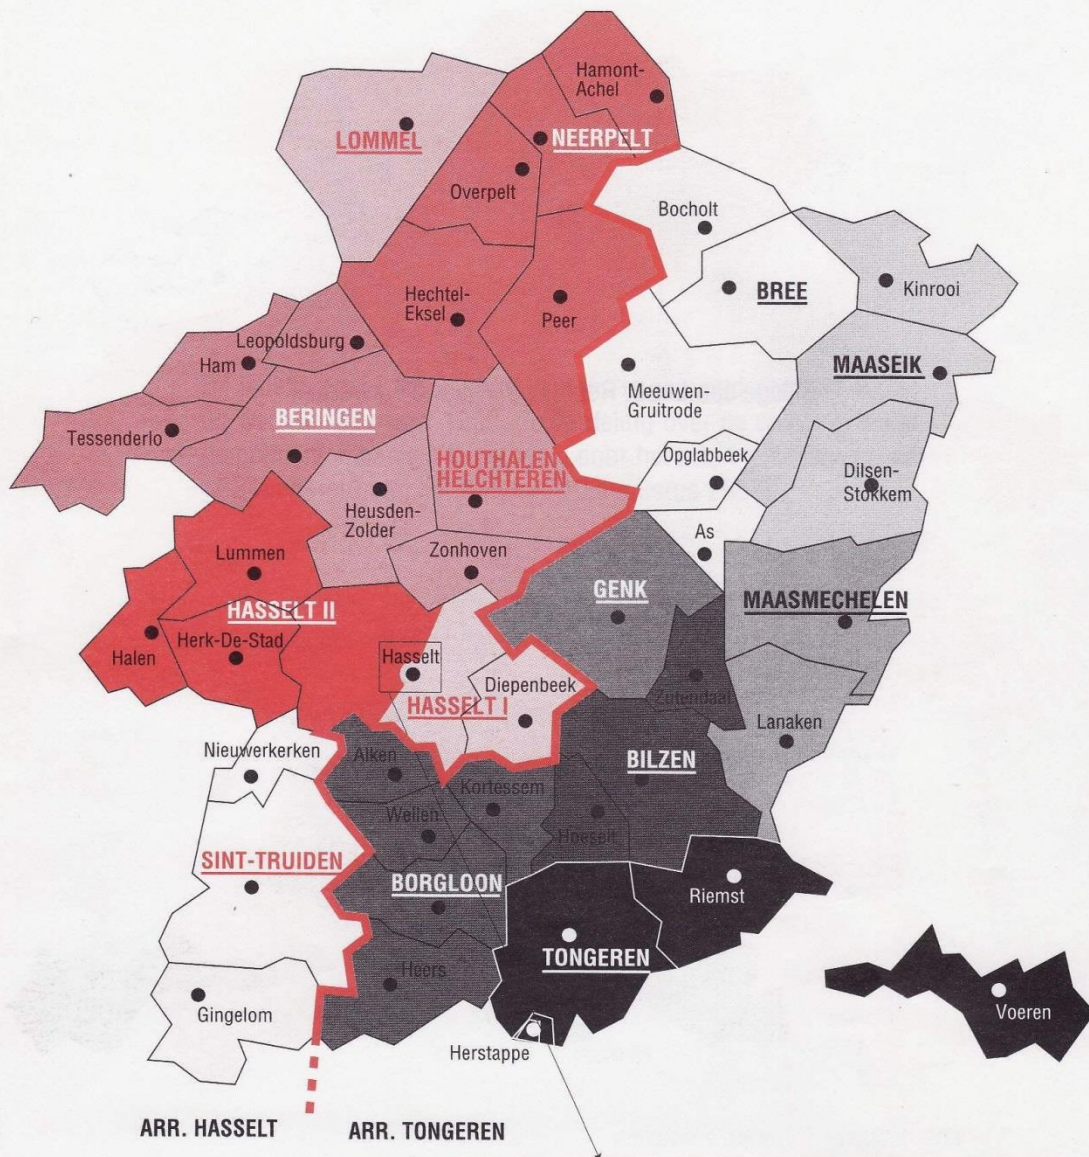 Hamont-
Achel
LOMMEL
NEERPELT
Overpelt
Bocholt
Kinrooi
BREE
Hechtel-
Eksel
Peer
Leopoldsburg
Ham
MAASEIK
Meeuwen-
Gruitrode
BERINGEN
Tessenderlo
HOUTHALEN
HELCHTEREN
Opglabbeek
Dilsen-
Stokkem
Heusden-
Zolder
As
Lummen
Zonhoven
GENK
MAASMECHELEN
HASSELT II
Halen
Herk-De-Stad
Hasselt
Diepenbeek
Zutendaal
HASSELT I
Lanaken
Nieuwerkerken
Alken
BILZEN
Kortessem
Wellen
Hoeselt
SINT-TRUIDEN
BORGLOON
Riemst
TONGEREN
Heers
Gingelom
Voeren
Herstappe
ARR. HASSELT
ARR. TONGEREN